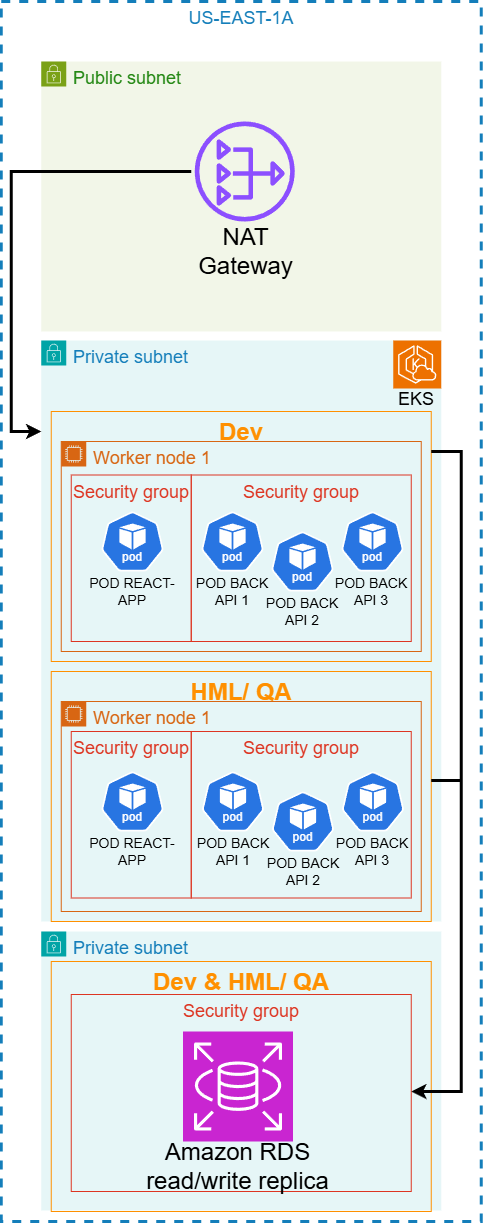 US-EAST-1A
Public subnet
NAT
Gateway
Private subnet
EKS
Dev
Worker node 1
Security group
Security group
pod
pod
pod
pod
POD REACT-
APP
POD BACK
API 1
POD BACK
API 2
POD BACK
API 3
HML/ QA
Worker node 1
Security group
Security group
pod
pod
pod
pod
POD REACT-
APP
POD BACK
API 1
POD BACK
API 2
POD BACK
API 3
Private subnet
Dev & HML/ QA
Security group
Amazon RDS
read/write replica